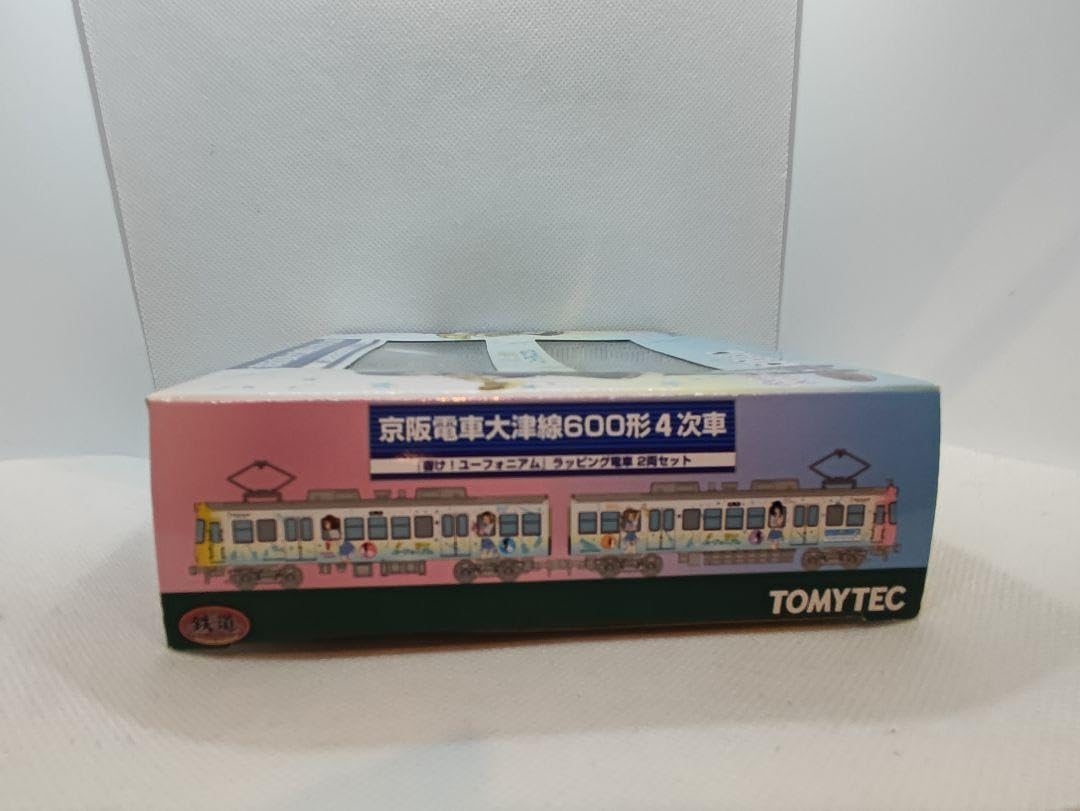 京阪電車大津線600形4次車
「響け!ユーフォニアム」ラッピング電車 2両セット
TOMYTEC
鉄道